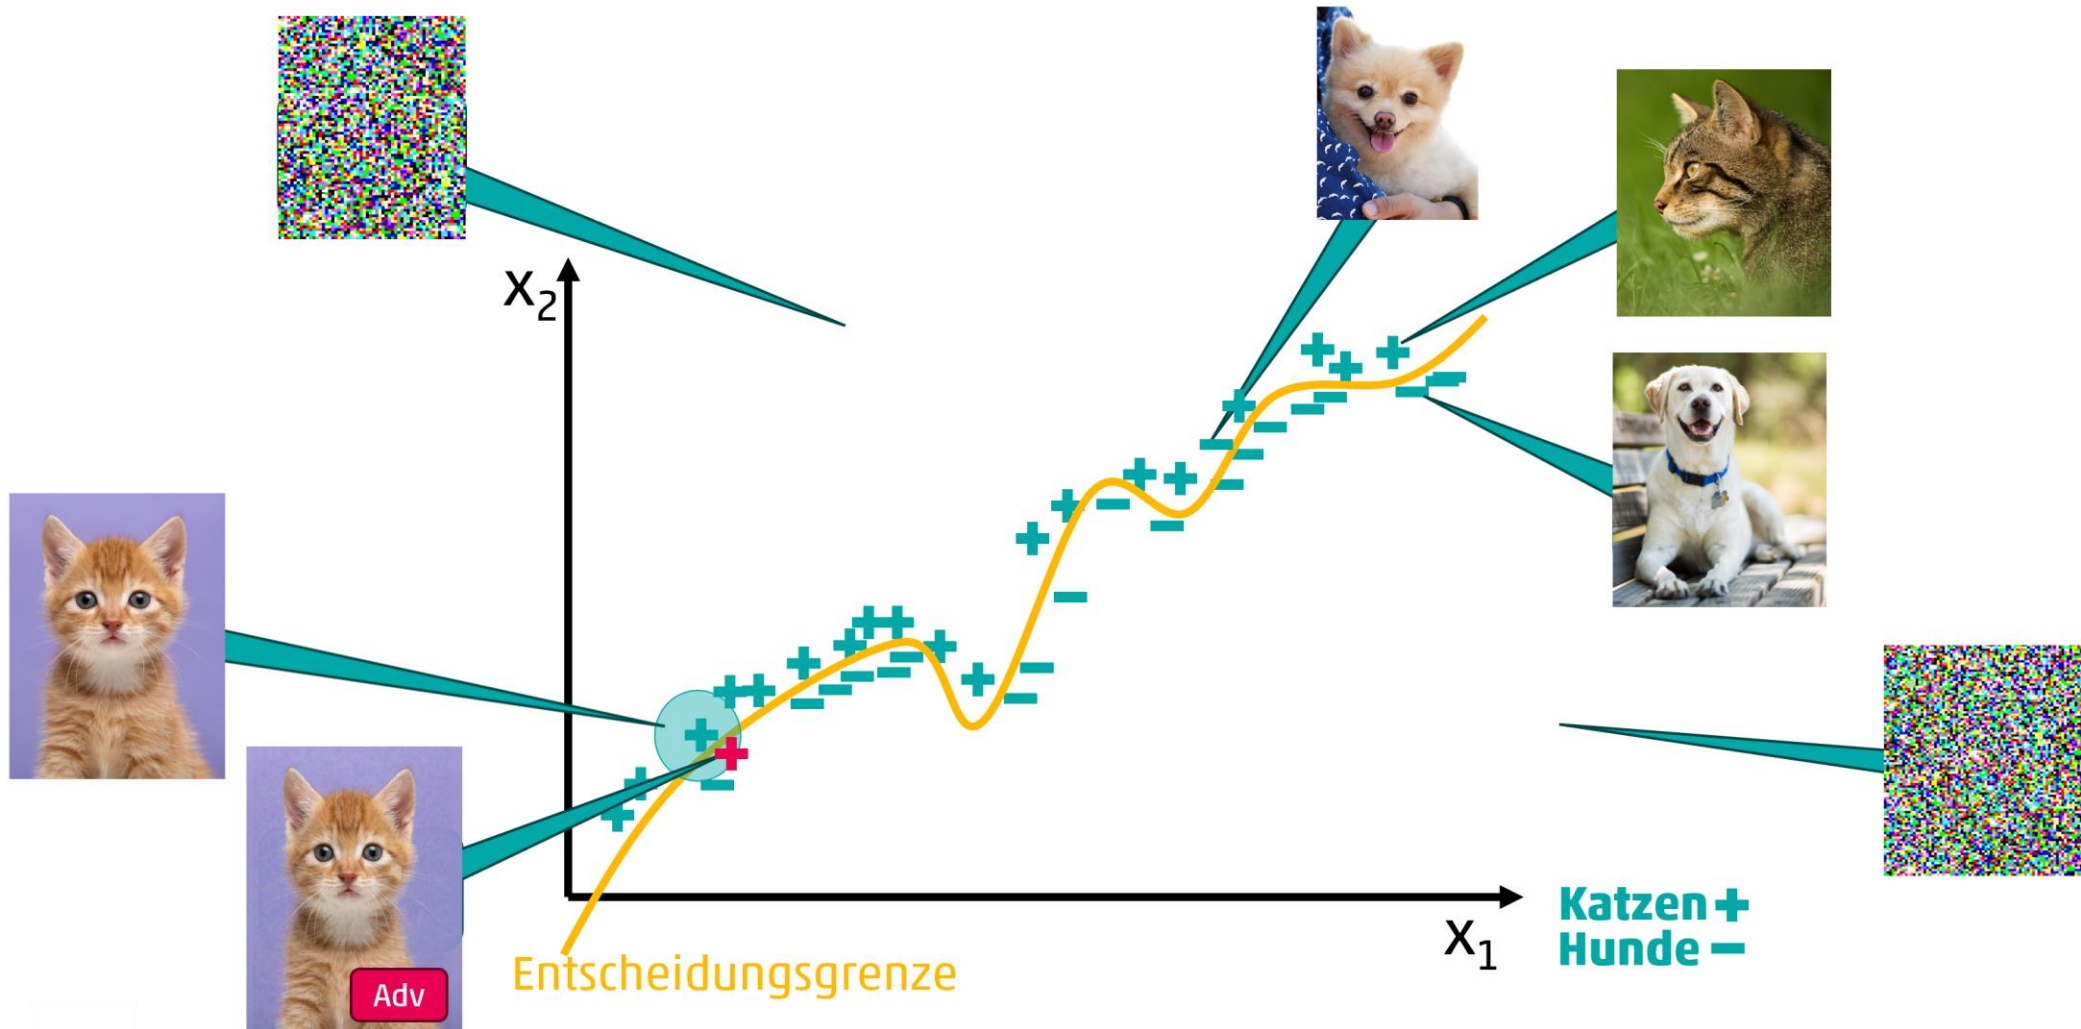 x₂
Adv
Entscheidungsgrenze
x₁
Katzen +
Hunde −